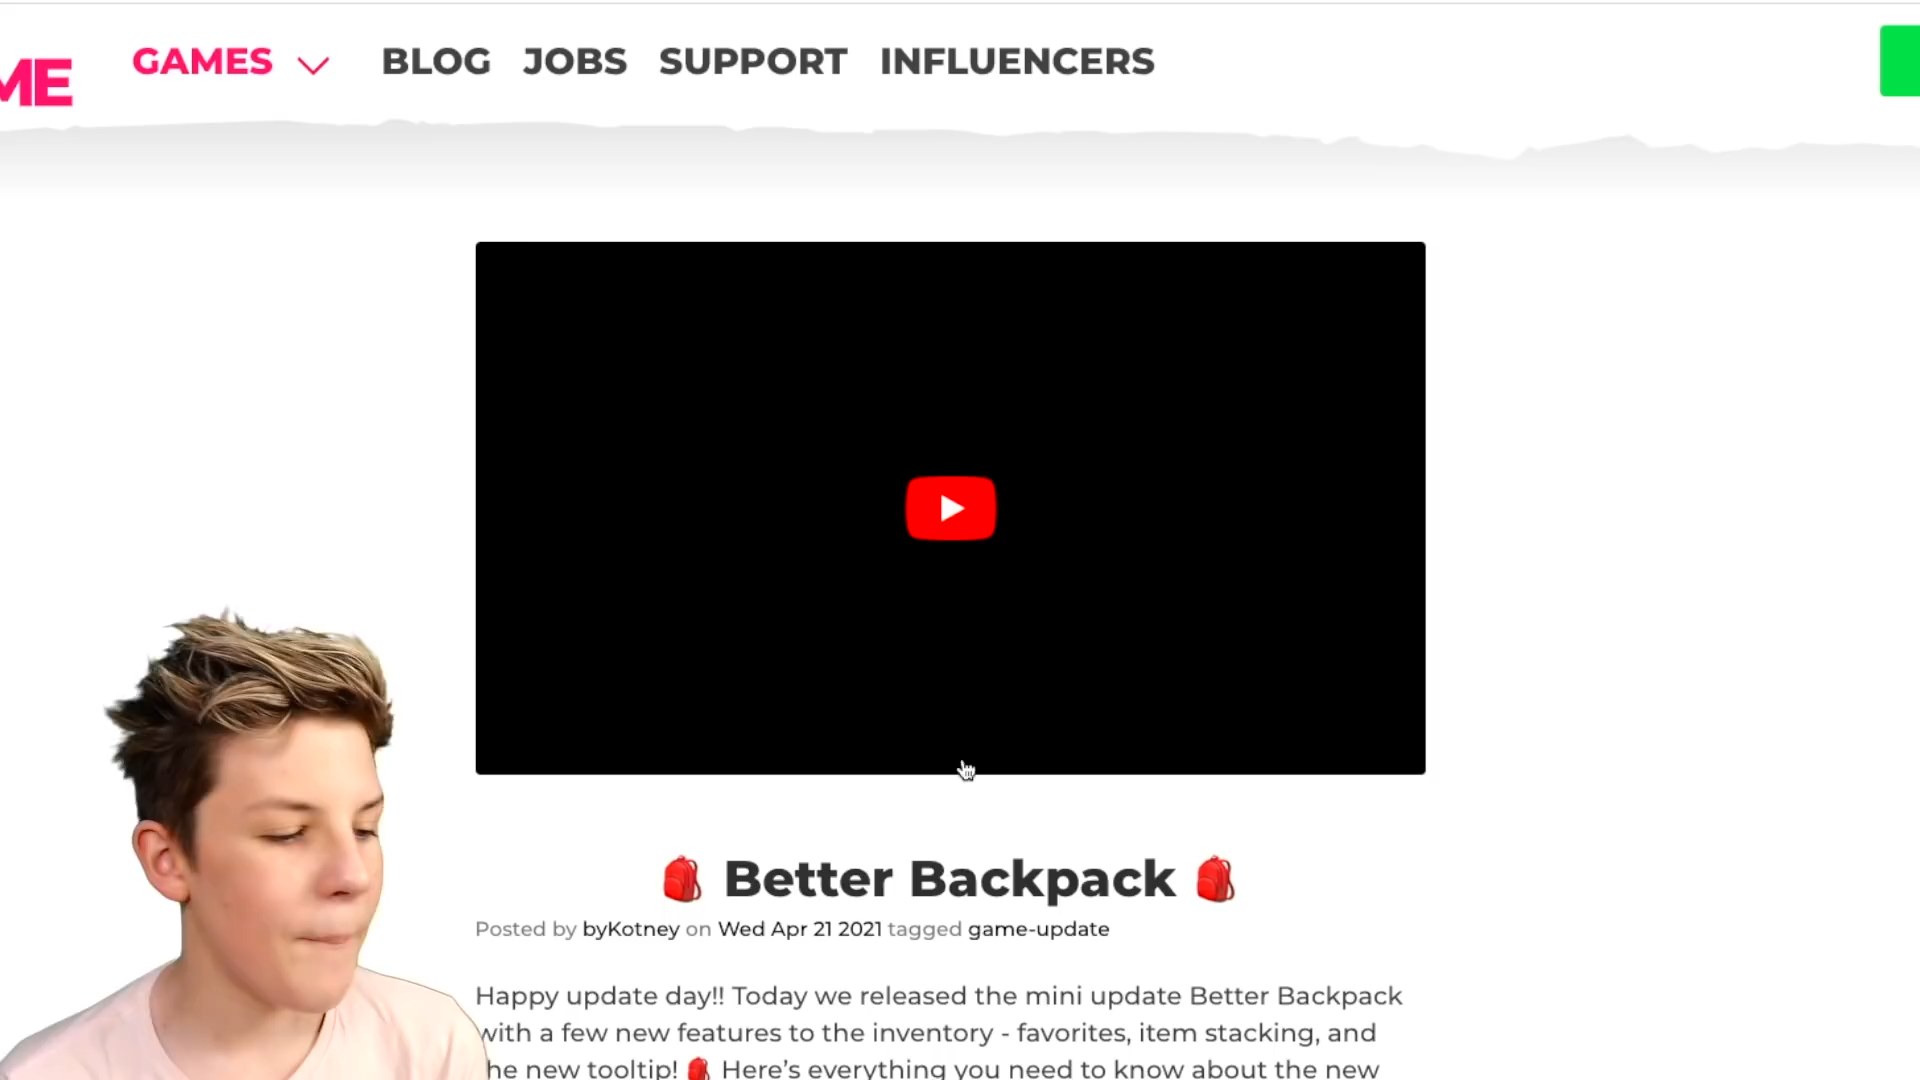 ME GAMES BLOG JOBS SUPPORT INFLUENCERS
Better Backpack
Posted by byKotney on Wed Apr 21 2021 tagged game-update
Happy update day!! Today we released the mini update Better Backpack
with a few new features to the inventory - favorites, item stacking, and
he new tooltip! 🎒 Here's everything you need to know about the new